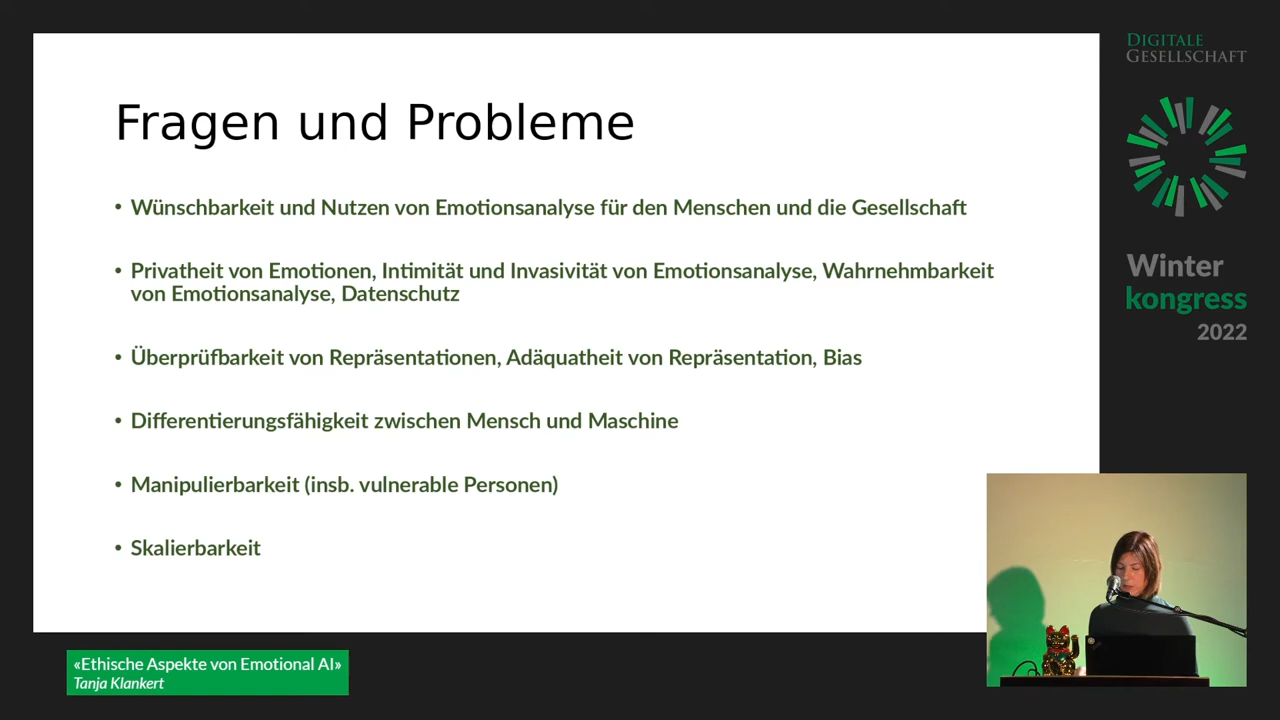 Fragen und Probleme
• Wünschbarkeit und Nutzen von Emotionsanalyse für den Menschen und die Gesellschaft
• Privatheit von Emotionen, Intimität und Invasivität von Emotionsanalyse, Wahrnehmbarkeit
von Emotionsanalyse, Datenschutz
• Überprüfbarkeit von Repräsentationen, Adäquatheit von Repräsentation, Bias
• Differentierungsfähigkeit zwischen Mensch und Maschine
• Manipulierbarkeit (insb. vulnerable Personen)
• Skalierbarkeit
DIGITALE
GESELLSCHAFT
Winter
kongress
2022
«Ethische Aspekte von Emotional AI»
Tanja Klankert